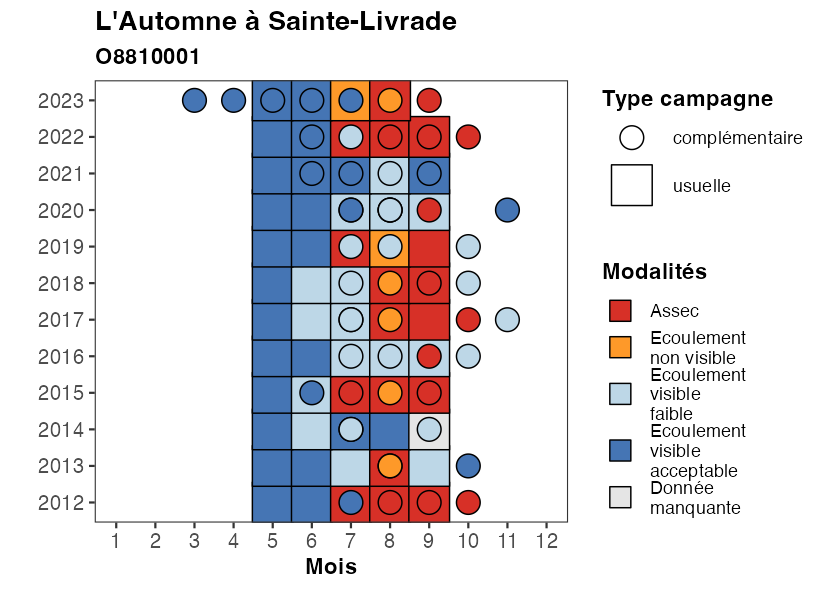 L'Automne à Sainte-Livrade
O8810001
2023
2022
2021
2020
2019
2018
2017
2016
2015
2014
2013
2012
1 2 3 4 5 6 7 8 9 10 11 12
Mois
Type campagne
complémentaire
usuelle
Modalités
Assec
Ecoulement
non visible
Ecoulement
visible
faible
Ecoulement
visible
acceptable
Donnée
manquante